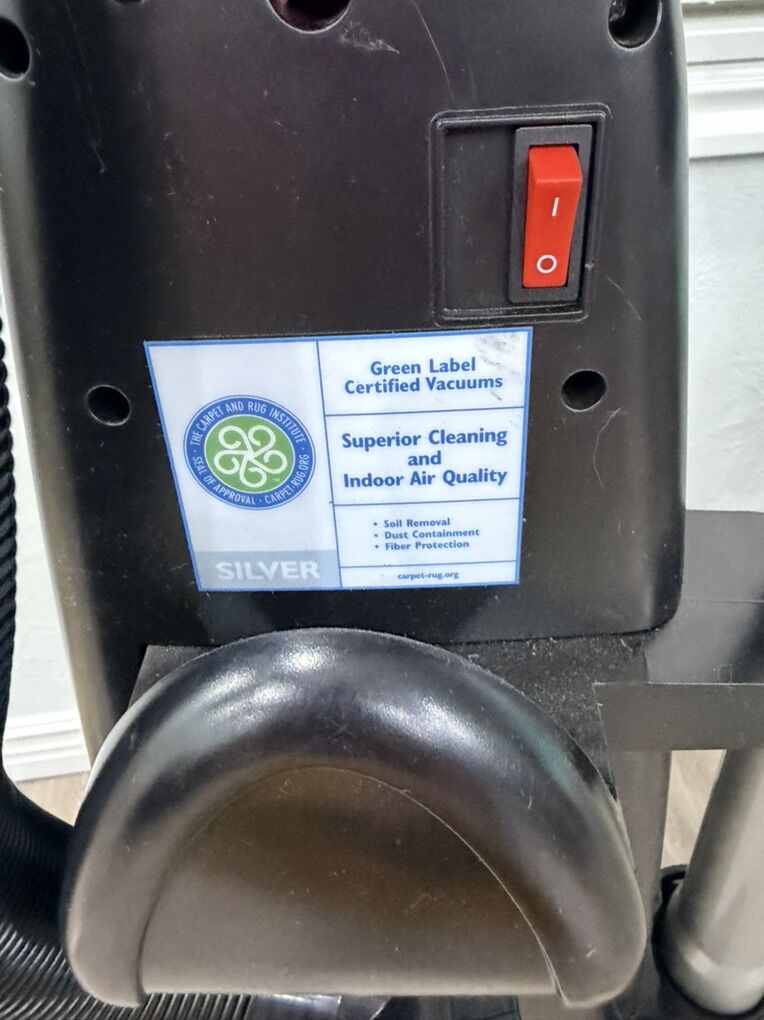 I
O
Green Label
Certified Vacuums
THE CARPET AND RUG INSTITUTE
SEAL OF APPROVAL · CARPET-RUG.ORG
TM
Superior Cleaning
and
Indoor Air Quality
• Soil Removal
• Dust Containment
• Fiber Protection
SILVER
carpet-rug.org